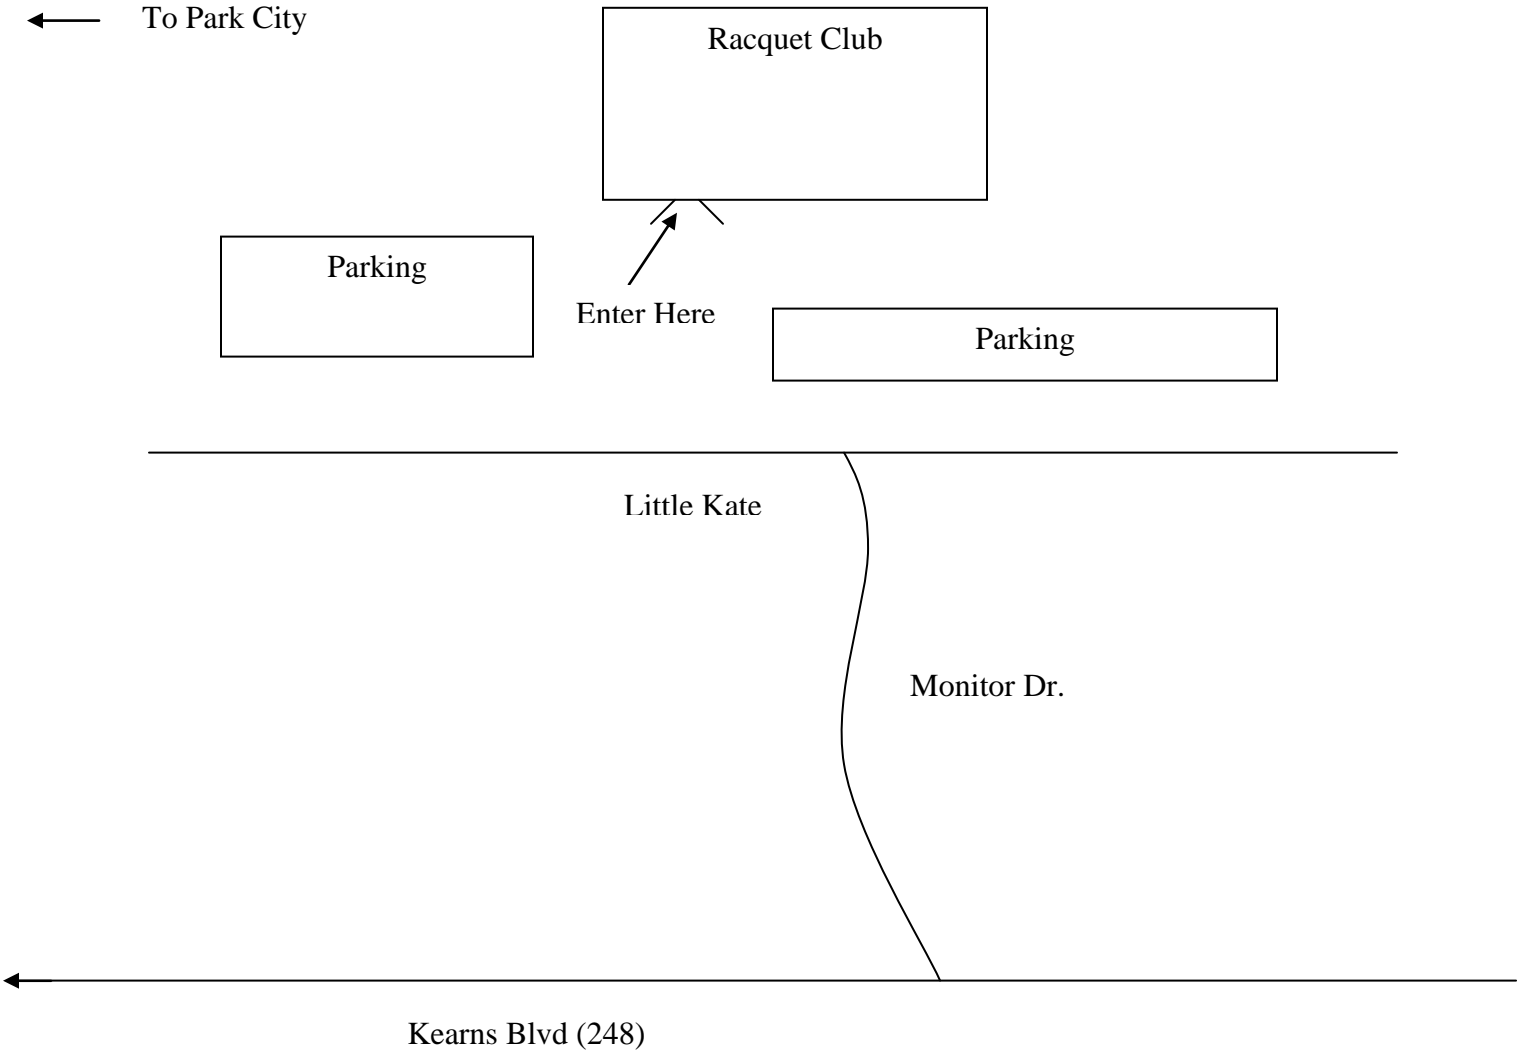 To Park City
Racquet Club
Parking
Enter Here
Parking
Little Kate
Monitor Dr.
Kearns Blvd (248)